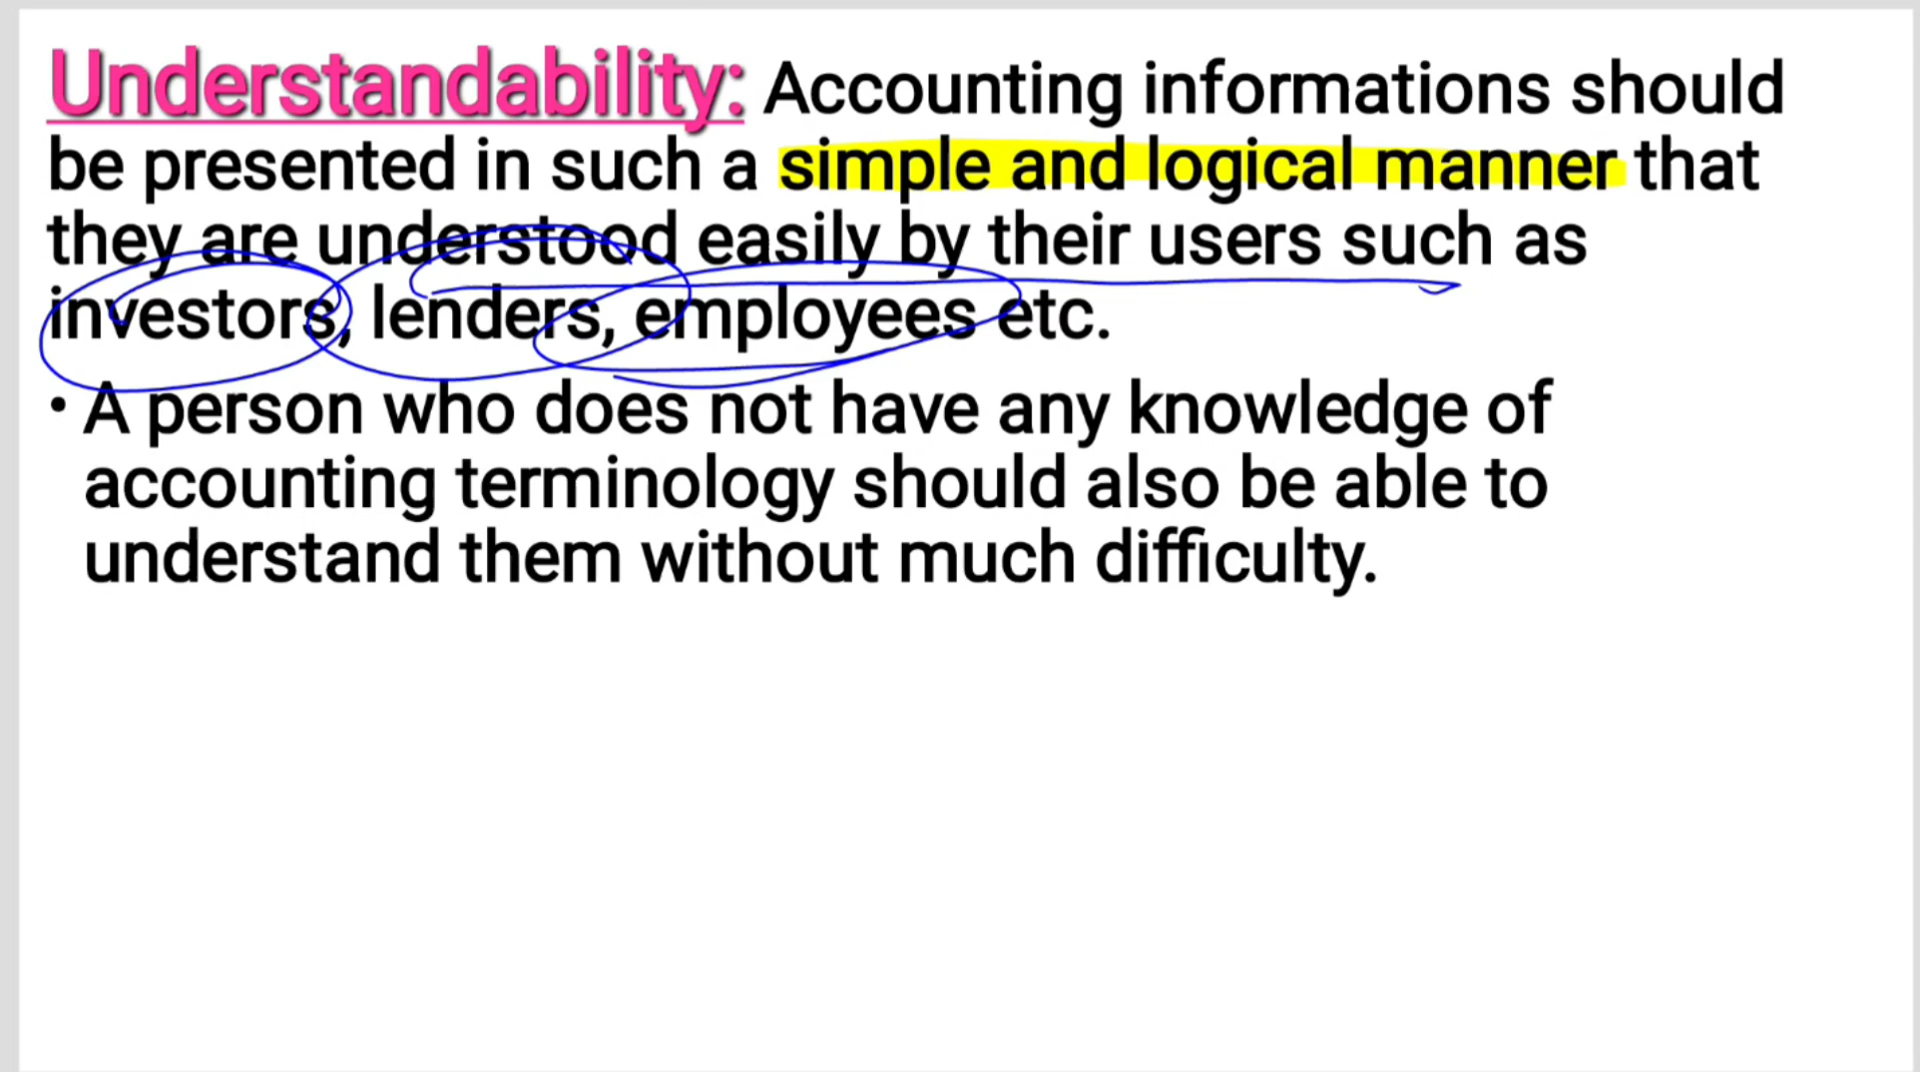 Understandability: Accounting informations should
be presented in such a simple and logical manner that
they are understood easily by their users such as
investors, lenders, employees etc.
• A person who does not have any knowledge of
accounting terminology should also be able to
understand them without much difficulty.